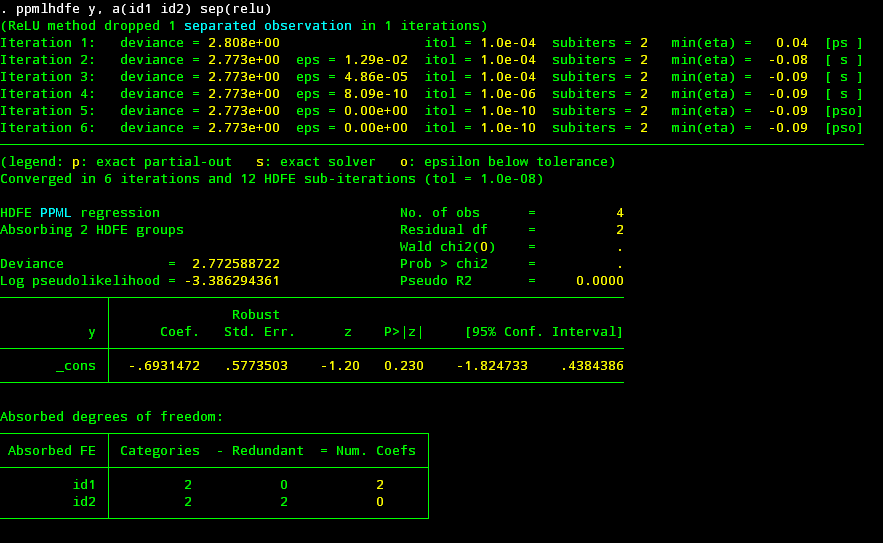 . ppmlhdfe y, a(id1 id2) sep(relu)
(ReLU method dropped 1 separated observation in 1 iterations)
Iteration 1:   deviance = 2.808e+00                  itol = 1.0e-04  subiters = 2   min(eta) =   0.04  [ps ]
Iteration 2:   deviance = 2.773e+00  eps = 1.29e-02  itol = 1.0e-04  subiters = 2   min(eta) =  -0.08  [ s ]
Iteration 3:   deviance = 2.773e+00  eps = 4.86e-05  itol = 1.0e-04  subiters = 2   min(eta) =  -0.09  [ s ]
Iteration 4:   deviance = 2.773e+00  eps = 8.09e-10  itol = 1.0e-06  subiters = 2   min(eta) =  -0.09  [ s ]
Iteration 5:   deviance = 2.773e+00  eps = 0.00e+00  itol = 1.0e-10  subiters = 2   min(eta) =  -0.09  [pso]
Iteration 6:   deviance = 2.773e+00  eps = 0.00e+00  itol = 1.0e-10  subiters = 2   min(eta) =  -0.09  [pso]
(legend: p: exact partial-out   s: exact solver   o: epsilon below tolerance)
Converged in 6 iterations and 12 HDFE sub-iterations (tol = 1.0e-08)
HDFE PPML regression                              No. of obs      =          4
Absorbing 2 HDFE groups                           Residual df     =          2
Wald chi2(0)    =          .
Deviance             =  2.772588722               Prob > chi2     =          .
Log pseudolikelihood = -3.386294361               Pseudo R2       =     0.0000
Robust
y       Coef.   Std. Err.      z    P>|z|     [95% Conf. Interval]
_cons   -.6931472   .5773503    -1.20   0.230    -1.824733    .4384386
Absorbed degrees of freedom:
Absorbed FE   Categories  - Redundant  = Num. Coefs
id1         2           0           2
id2         2           2           0